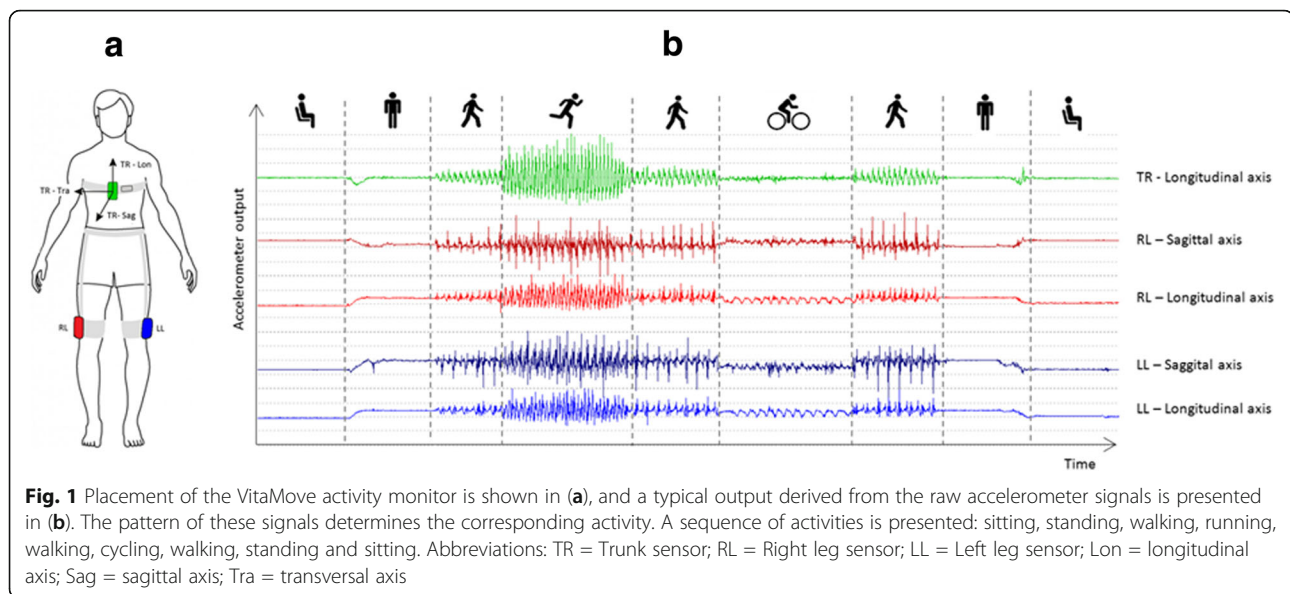 a
b
TR - Lon
TR - Tra
TR- Sag
RL
LL
Accelerometer output
TR - Longitudinal axis
RL – Sagittal axis
RL – Longitudinal axis
LL – Saggital axis
LL – Longitudinal axis
Time
Fig. 1 Placement of the VitaMove activity monitor is shown in (a), and a typical output derived from the raw accelerometer signals is presented
in (b). The pattern of these signals determines the corresponding activity. A sequence of activities is presented: sitting, standing, walking, running,
walking, cycling, walking, standing and sitting. Abbreviations: TR = Trunk sensor; RL = Right leg sensor; LL = Left leg sensor; Lon = longitudinal
axis; Sag = sagittal axis; Tra = transversal axis